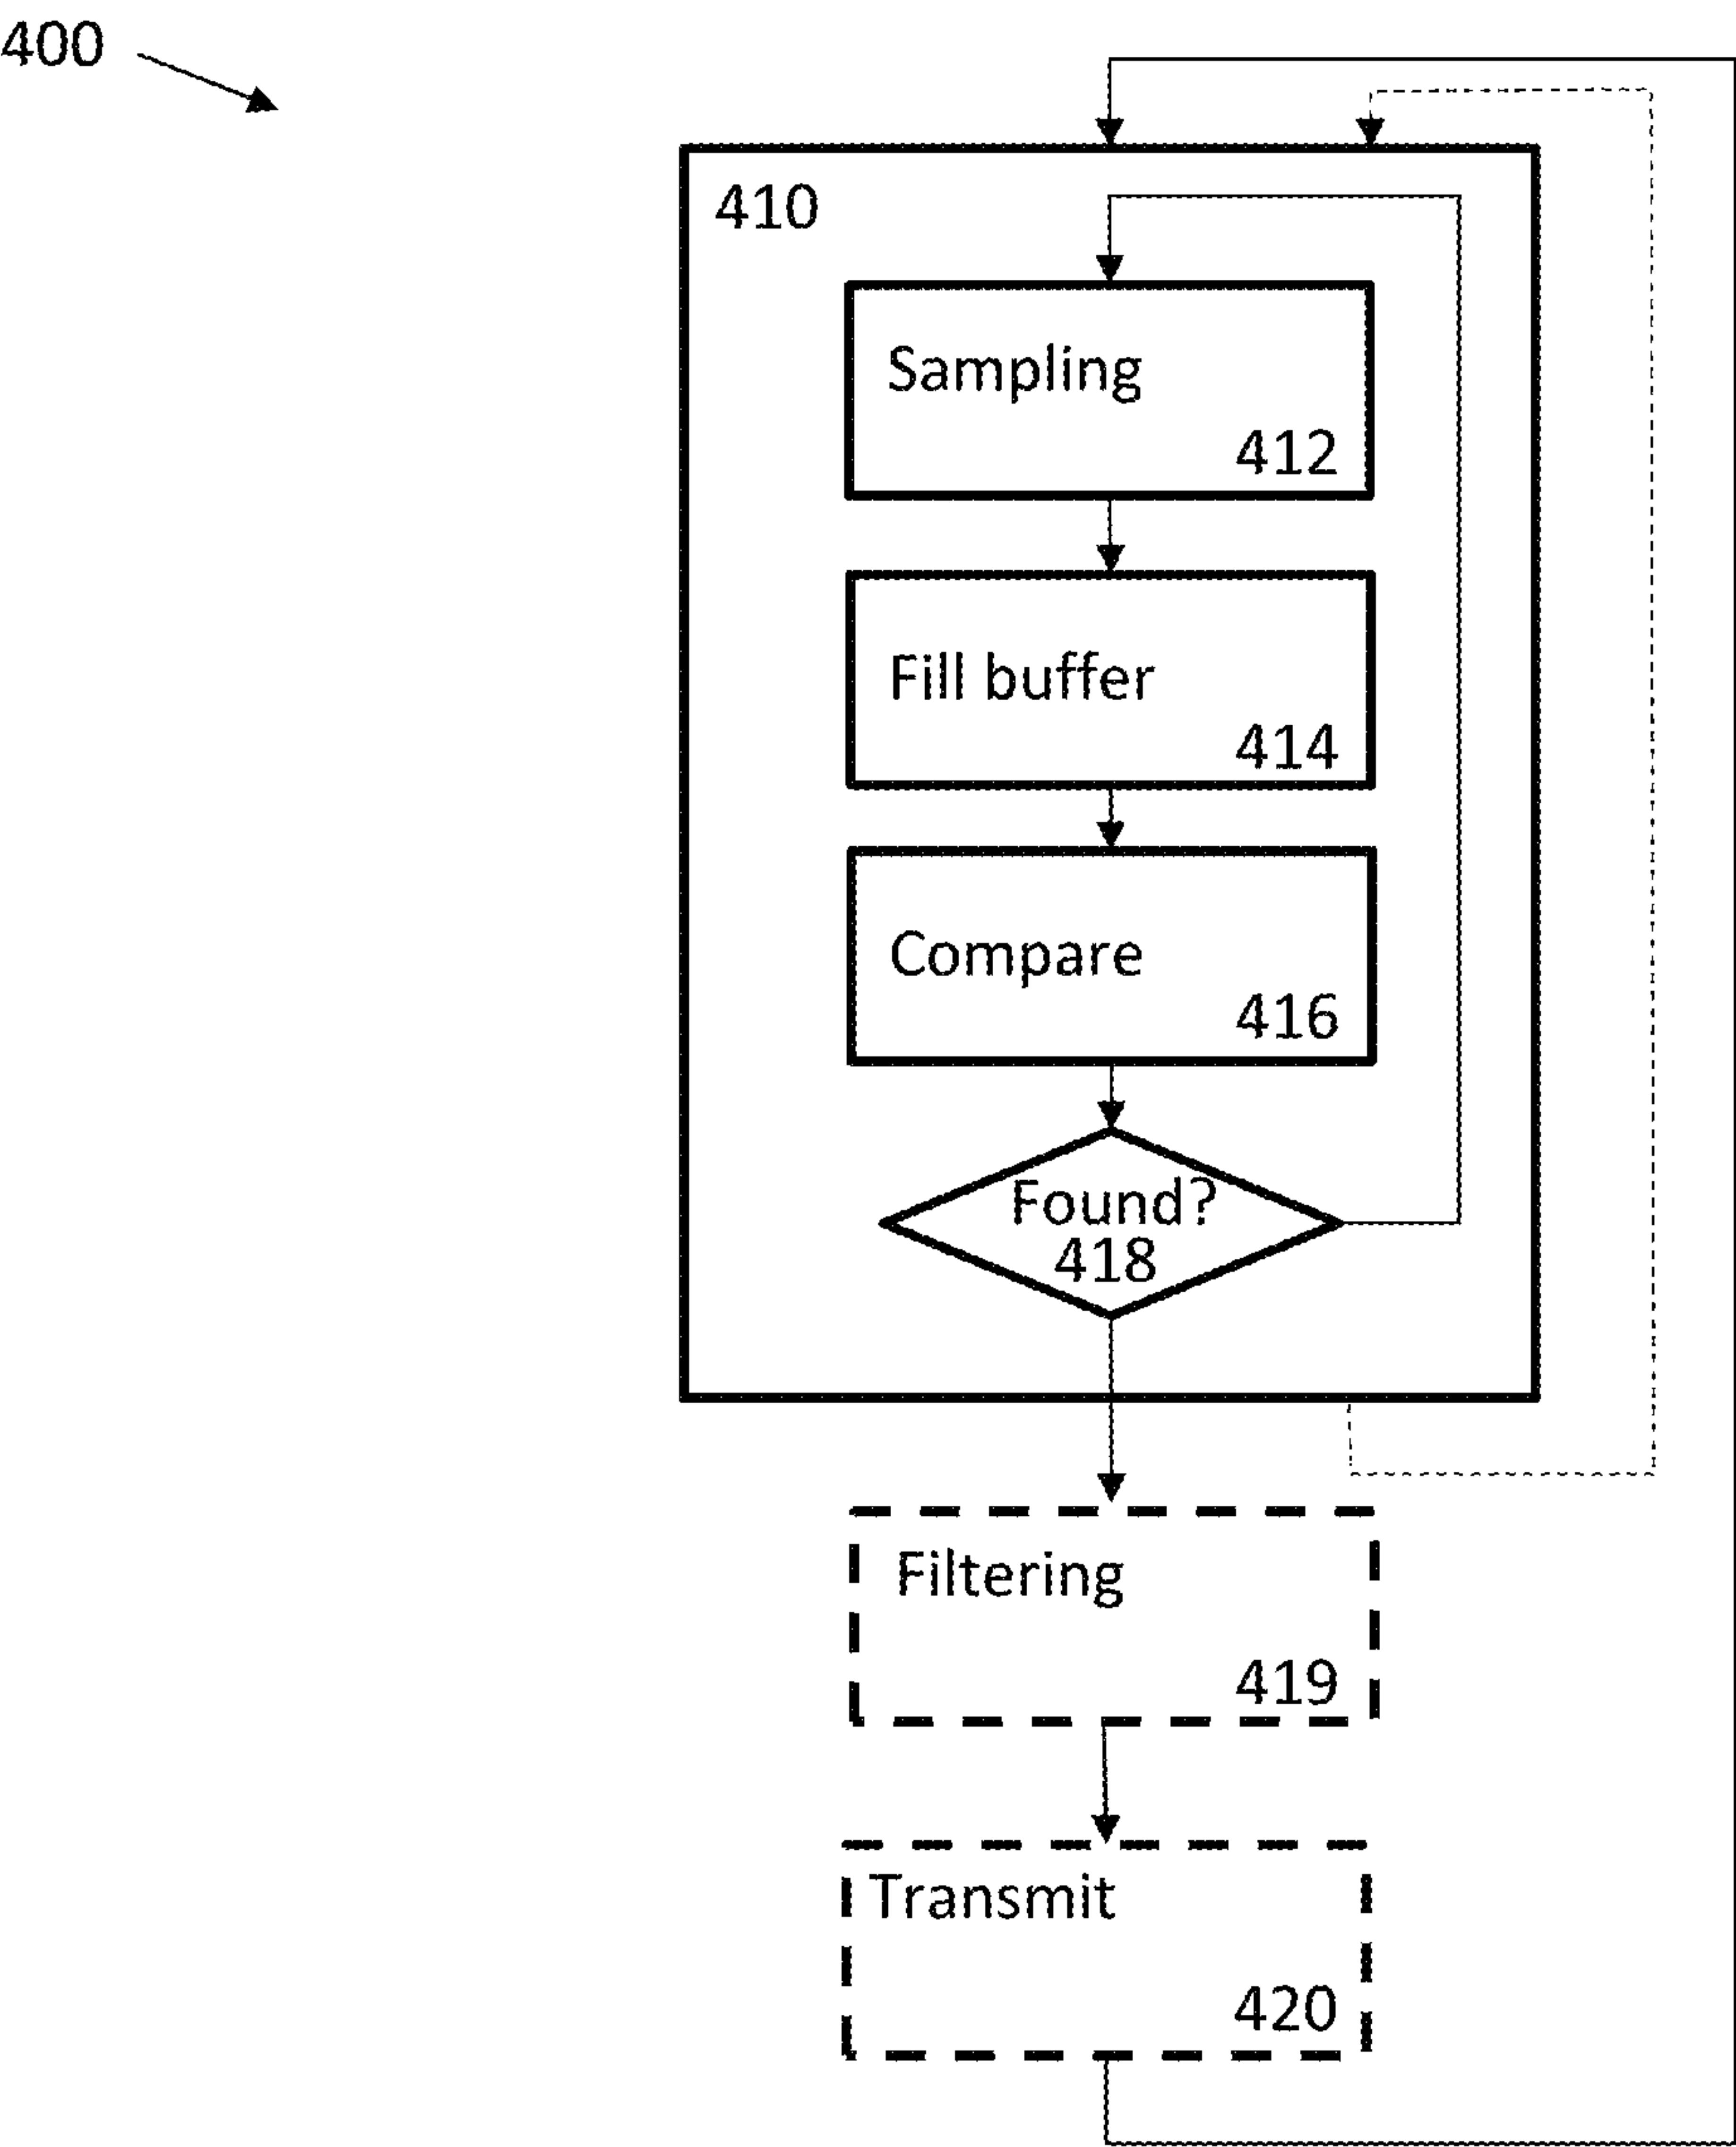 400
410
Sampling
412
Fill buffer
414
Compare
416
Found?
418
Filtering
419
Transmit
420